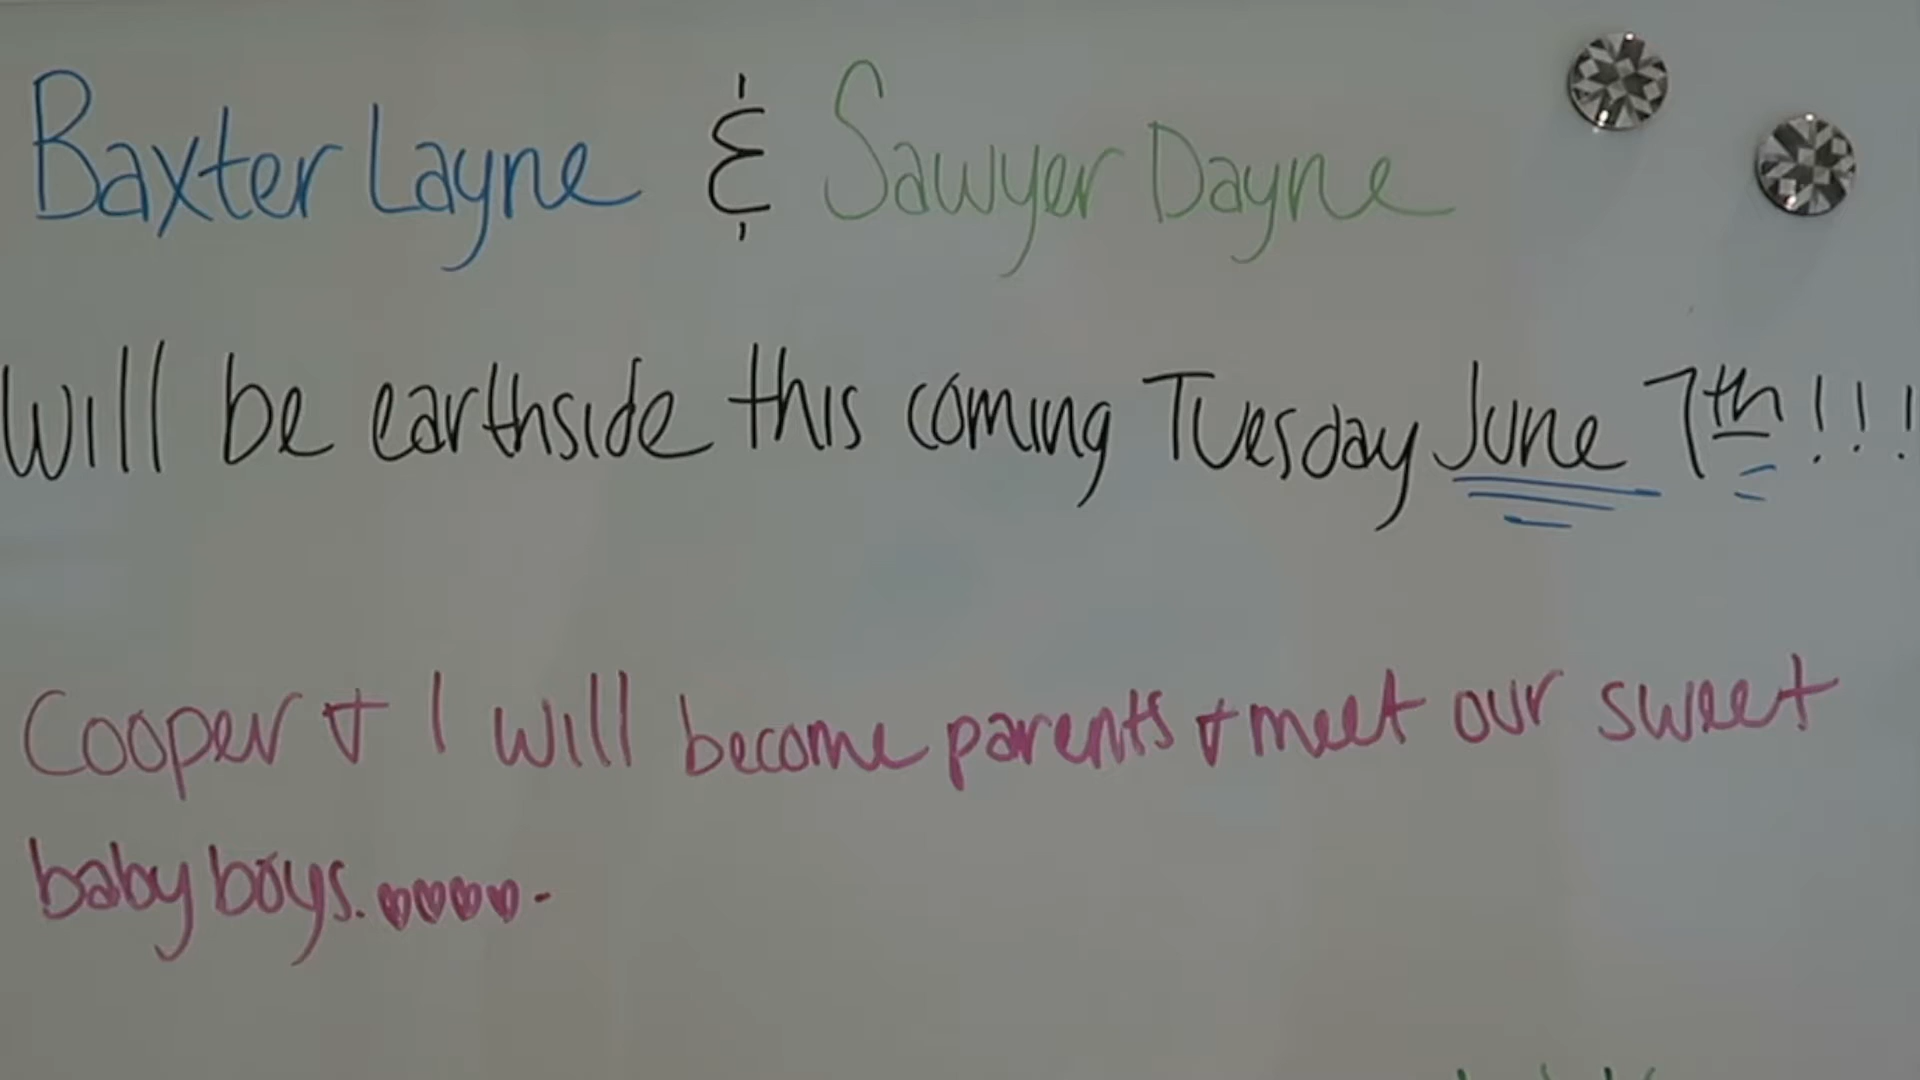 Baxter Layne & Sawyer Dayne
Will be earthside this coming Tuesday June 7th!!!
Cooper & I will become parents & meet our sweet
baby boys.